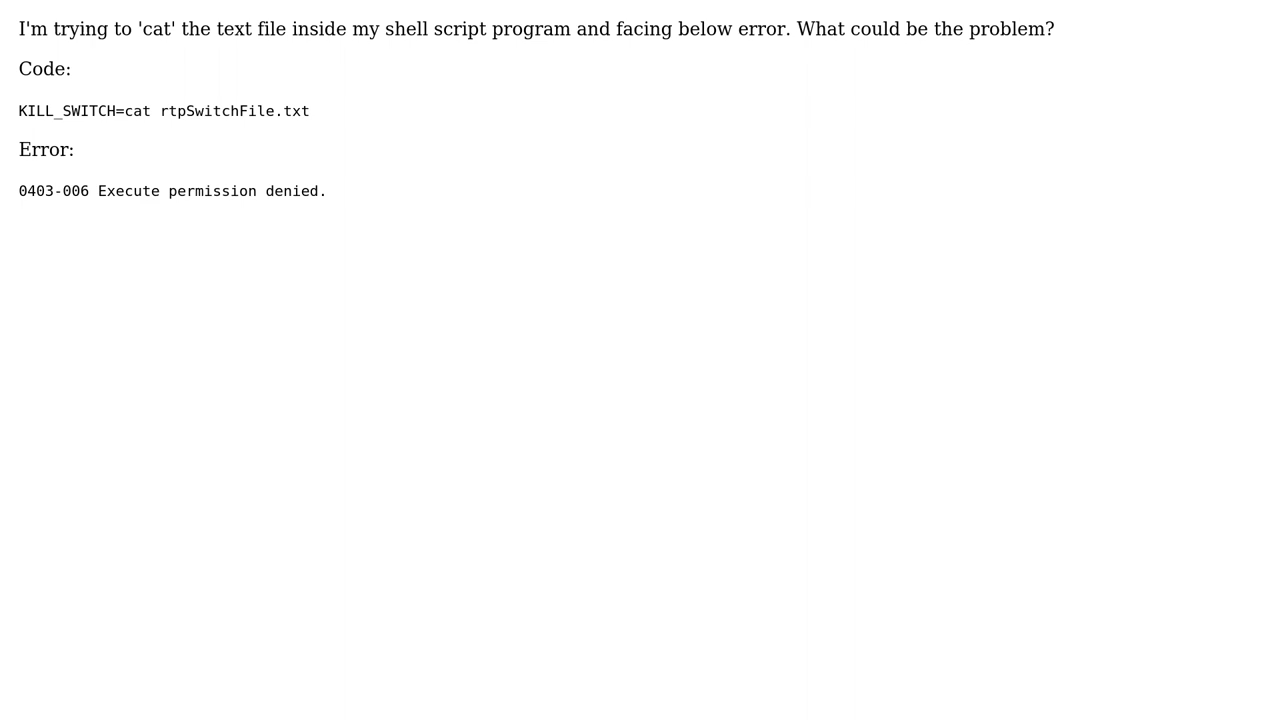 I'm trying to 'cat' the text file inside my shell script program and facing below error. What could be the problem?
Code:
KILL_SWITCH=cat rtpSwitchFile.txt
Error:
0403-006 Execute permission denied.